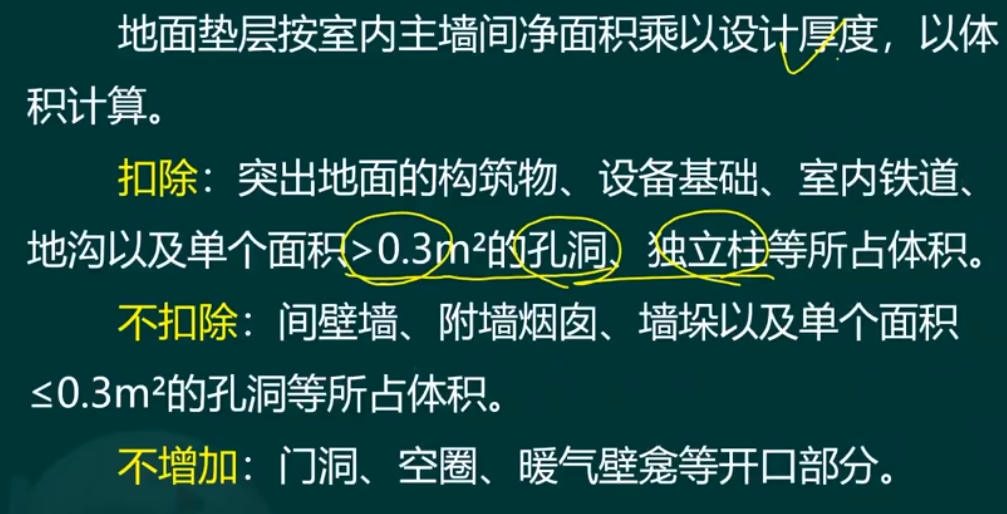 地面垫层按室内主墙间净面积乘以设计厚度，以体
积计算。
扣除：突出地面的构筑物、设备基础、室内铁道、
地沟以及单个面积>0.3m²的孔洞、独立柱等所占体积。
不扣除：间壁墙、附墙烟囱、墙垛以及单个面积
≤0.3m²的孔洞等所占体积。
不增加：门洞、空圈、暖气壁龛等开口部分。